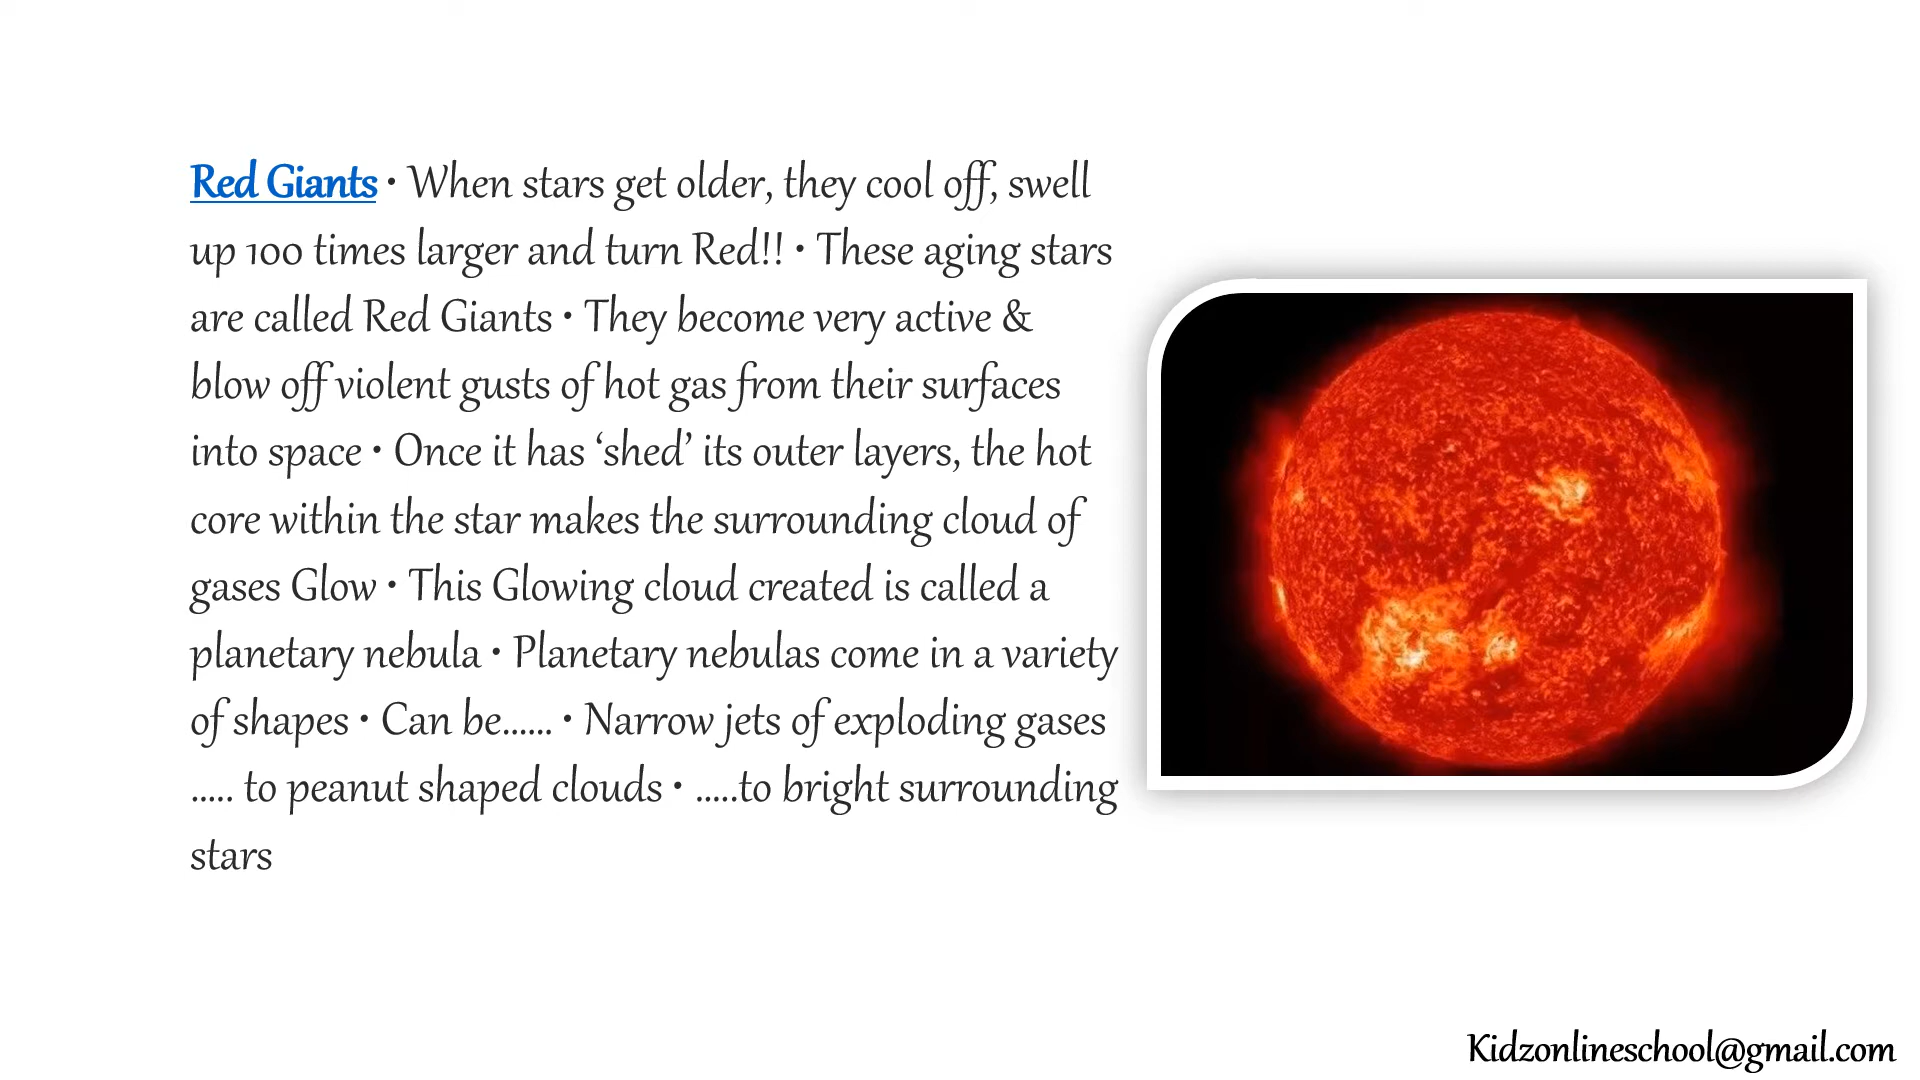 Red Giants • When stars get older, they cool off, swell
up 100 times larger and turn Red!! • These aging stars
are called Red Giants • They become very active &
blow off violent gusts of hot gas from their surfaces
into space • Once it has ‘shed’ its outer layers, the hot
core within the star makes the surrounding cloud of
gases Glow • This Glowing cloud created is called a
planetary nebula • Planetary nebulas come in a variety
of shapes • Can be...... • Narrow jets of exploding gases
..... to peanut shaped clouds • .....to bright surrounding
stars
Kidzonlineschool@gmail.com